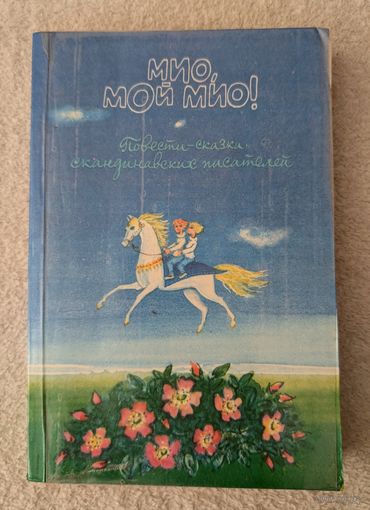 МИО,
МОЙ МИО!
Повести-сказки
скандинавских писателей